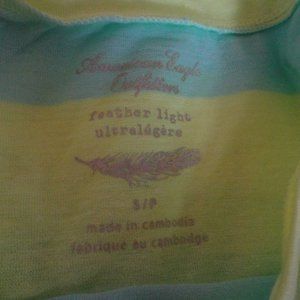 American Eagle
Outfitters
feather light
ultralégère
S/P
made in cambodia
fabriqué au cambodge